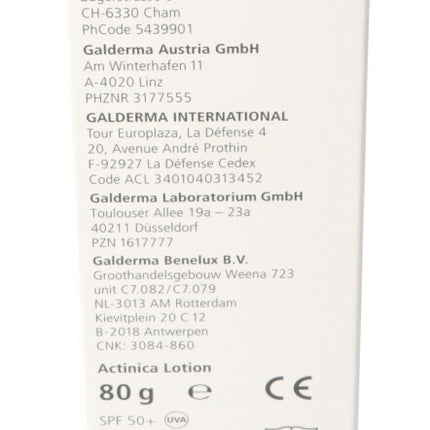 CH-6330 Cham
PhCode 5439901
Galderma Austria GmbH
Am Winterhafen 11
A-4020 Linz
PHZNR 3177555
GALDERMA INTERNATIONAL
Tour Europlaza, La Défense 4
20, Avenue André Prothin
F-92927 La Défense Cedex
Code ACL 3401040313452
Galderma Laboratorium GmbH
Toulouser Allee 19a – 23a
40211 Düsseldorf
PZN 1617777
Galderma Benelux B.V.
Groothandelsgebouw Weena 723
unit C7.082/C7.079
NL-3013 AM Rotterdam
Kievitplein 20 C 12
B-2018 Antwerpen
CNK: 3084-860
Actinica Lotion
80 g ℮ CE
SPF 50+ UVA